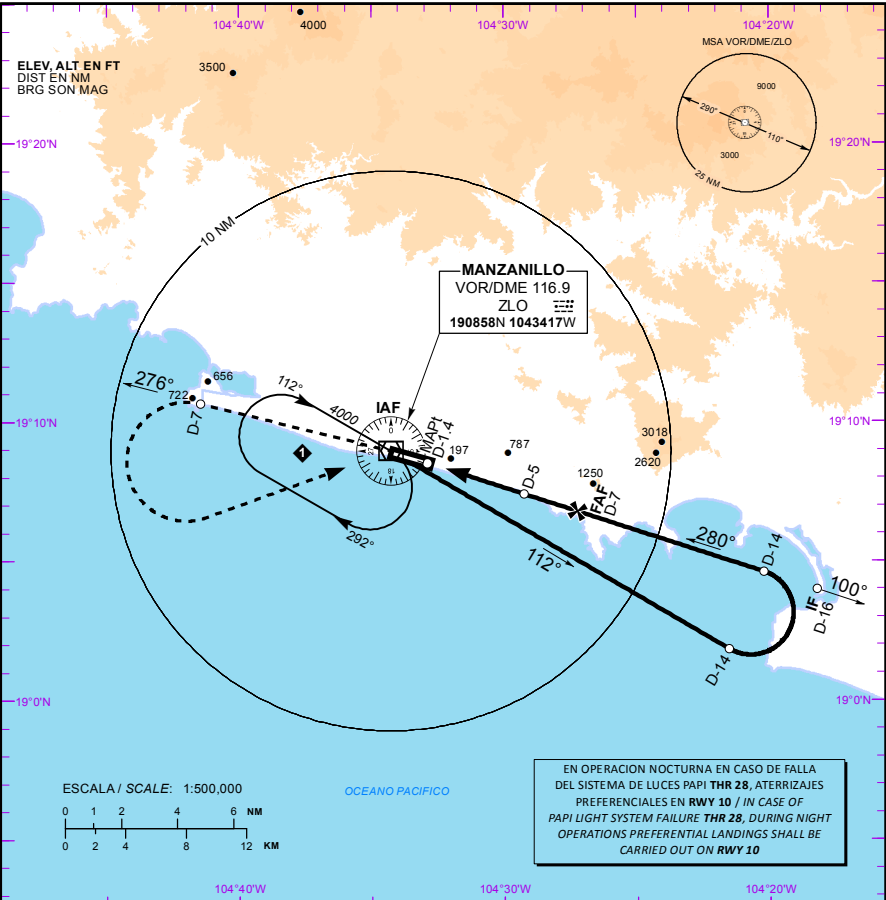 104°40'W
104°30'W
104°20'W
4000
ELEV, ALT EN FT
DIST EN NM
BRG SON MAG
3500
MSA VOR/DME/ZLO
9000
290°
110°
3000
25 NM
19°20'N
19°20'N
10 NM
MANZANILLO
VOR/DME 116.9
ZLO
190858N 1043417W
276°
656
722
D-7
112°
4000
IAF
0
18
27
MAPt
D-1.4
197
787
3018
2620
1250
19°10'N
19°10'N
1
292°
D-5
FAF
D-7
280°
112°
D-14
100°
IF
D-16
D-14
19°0'N
19°0'N
ESCALA / SCALE: 1:500,000
0 1 2 4 6 NM
0 2 4 8 12 KM
OCEANO PACIFICO
EN OPERACION NOCTURNA EN CASO DE FALLA
DEL SISTEMA DE LUCES PAPI THR 28, ATERRIZAJES
PREFERENCIALES EN RWY 10 / IN CASE OF
PAPI LIGHT SYSTEM FAILURE THR 28, DURING NIGHT
OPERATIONS PREFERENTIAL LANDINGS SHALL BE
CARRIED OUT ON RWY 10
104°40'W
104°30'W
104°20'W